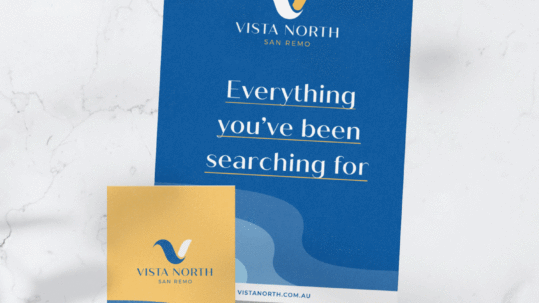 VISTA NORTH
SAN REMO
Everything
you've been
searching for
VISTANORTH.COM.AU
VISTA NORTH
SAN REMO